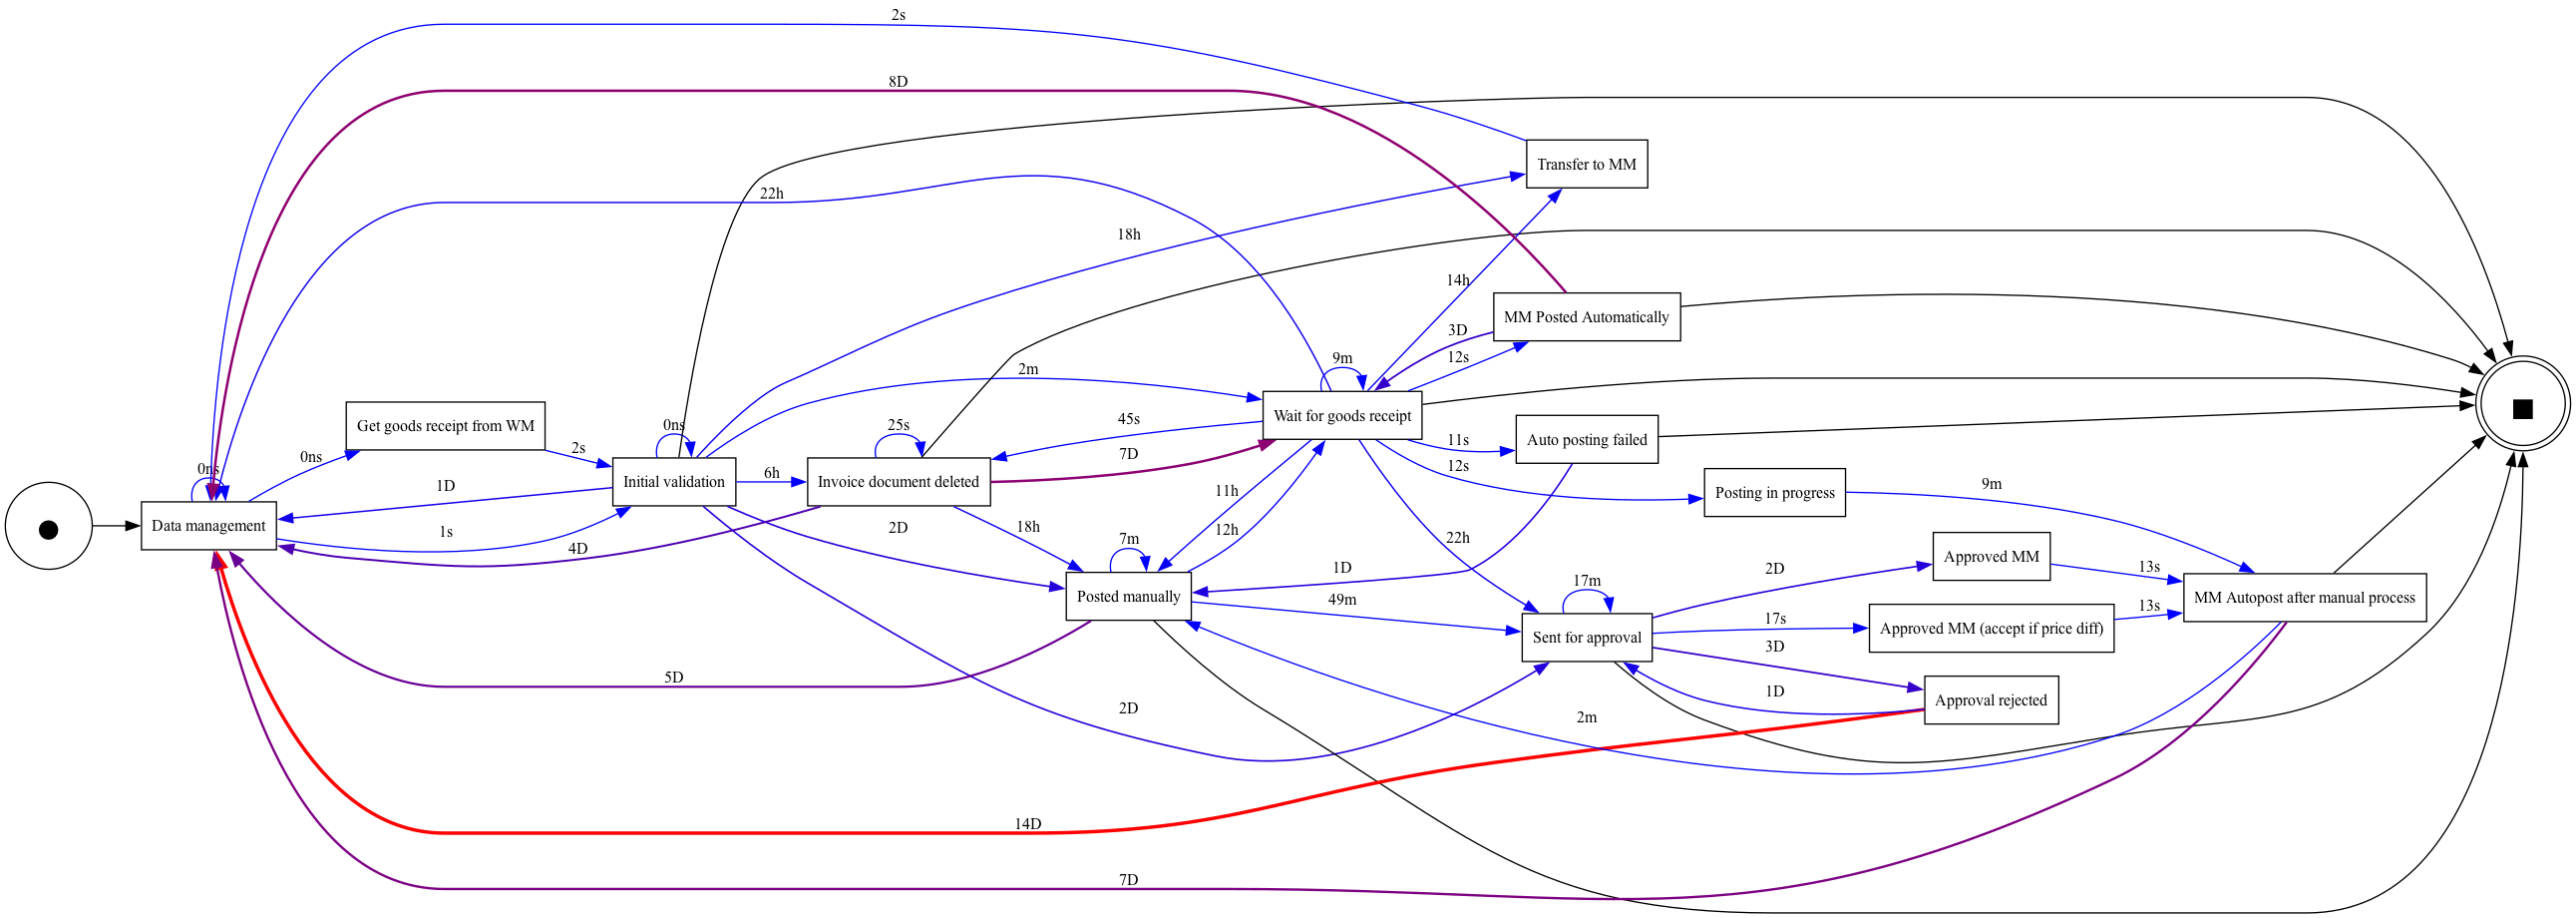 2s
8D
Transfer to MM
22h
18h
14h
MM Posted Automatically
3D
12s
9m
2m
Get goods receipt from WM
Wait for goods receipt
45s
0ns
25s
2s
0ns
0ns
Auto posting failed
11s
12s
7D
6h
Initial validation
Invoice document deleted
1D
Posting in progress
9m
11h
Data management
1s
2D
18h
12h
22h
4D
7m
Approved MM
2D
13s
1D
17m
Posted manually
49m
MM Autopost after manual process
13s
17s
Approved MM (accept if price diff)
Sent for approval
3D
5D
1D
Approval rejected
2D
2m
14D
7D